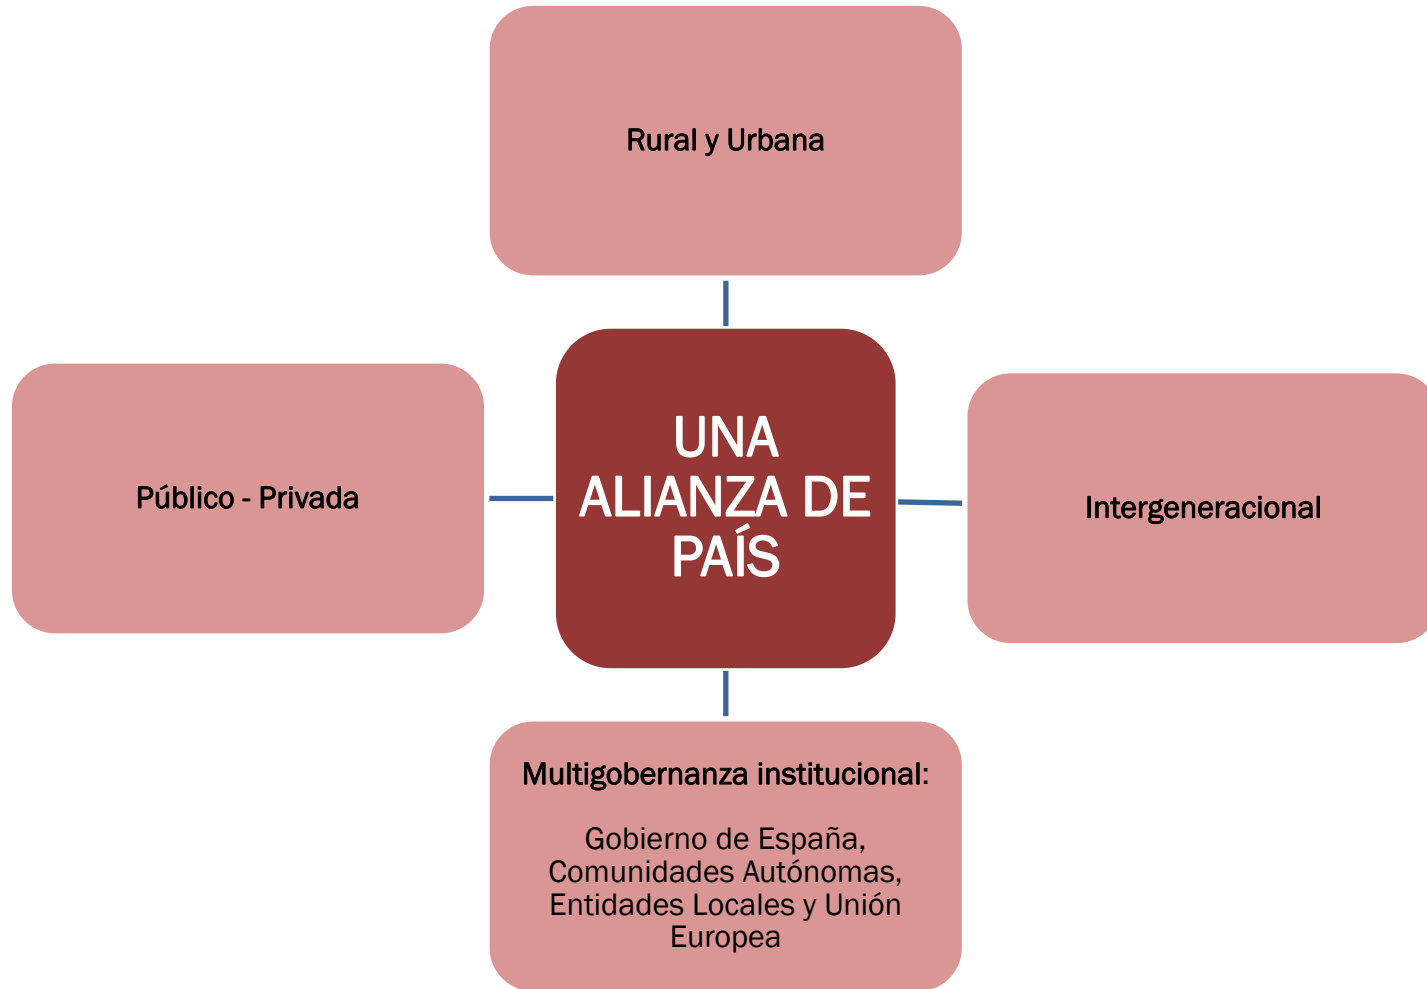 Rural y Urbana
UNA
ALIANZA DE
PAÍS
Público - Privada
Intergeneracional
Multigobernanza institucional:
Gobierno de España,
Comunidades Autónomas,
Entidades Locales y Unión
Europea